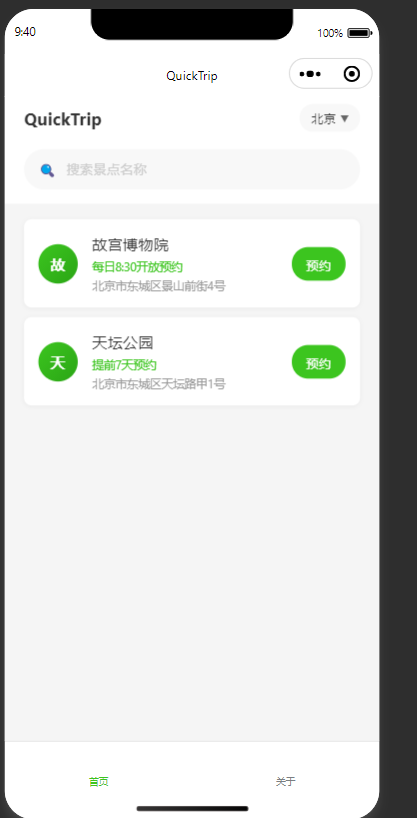 9:40
100%
QuickTrip
QuickTrip
北京 ▼
搜索景点名称
故
故宫博物院
每日8:30开放预约
北京市东城区景山前街4号
预约
天
天坛公园
提前7天预约
北京市东城区天坛路甲1号
预约
首页
关于